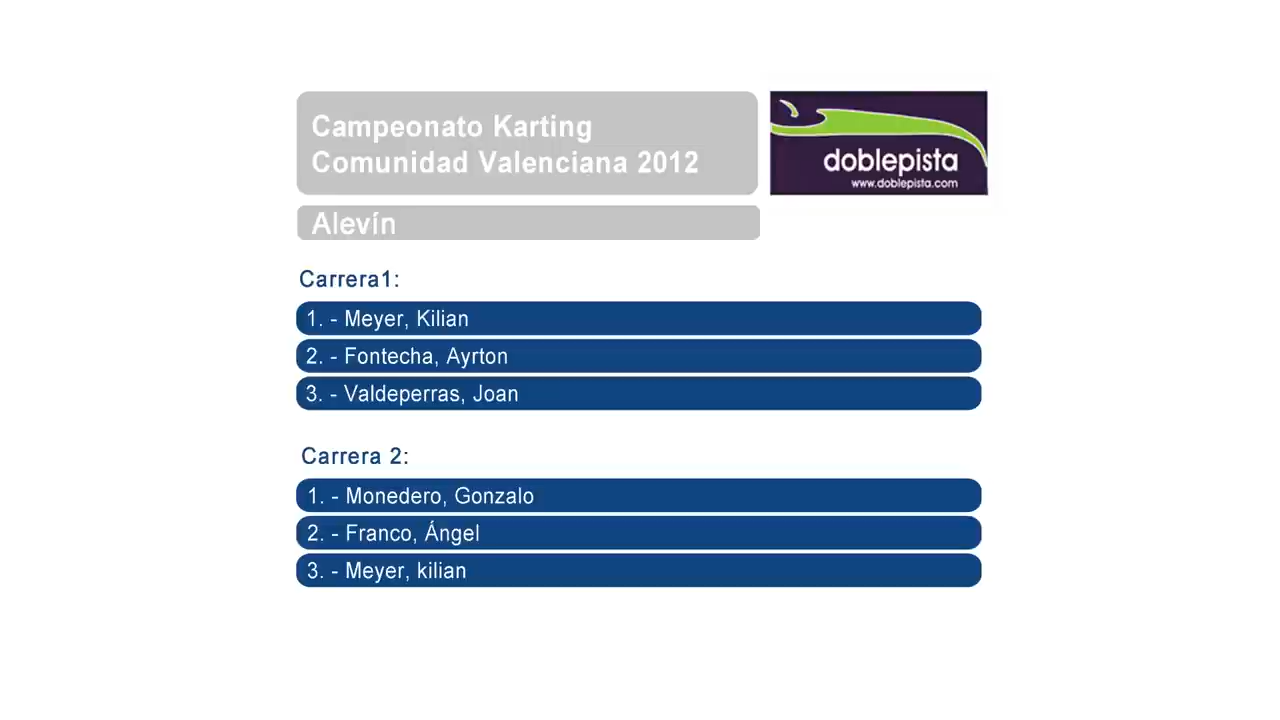 Campeonato Karting
Comunidad Valenciana 2012
doblepista
www.doblepista.com
Alevín
Carrera1:
1. - Meyer, Kilian
2. - Fontecha, Ayrton
3. - Valdeperras, Joan
Carrera 2:
1. - Monedero, Gonzalo
2. - Franco, Ángel
3. - Meyer, kilian